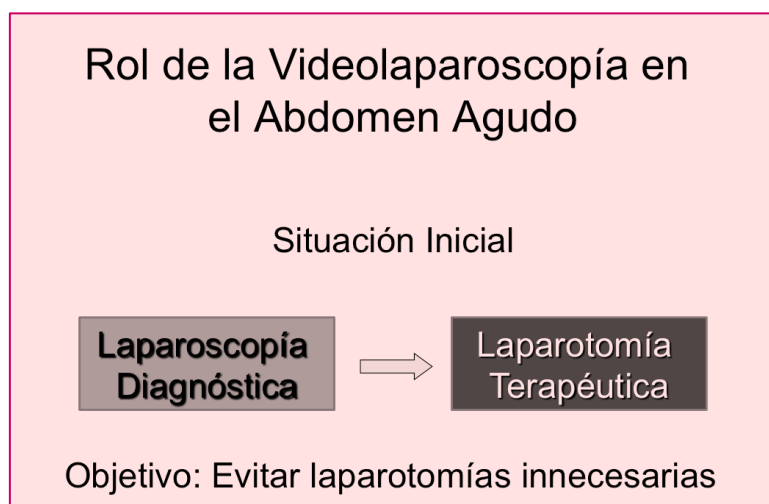 Rol de la Videolaparoscopía en
el Abdomen Agudo
Situación Inicial
Laparoscopía
Diagnóstica
Laparotomía
Terapéutica
Objetivo: Evitar laparotomías innecesarias